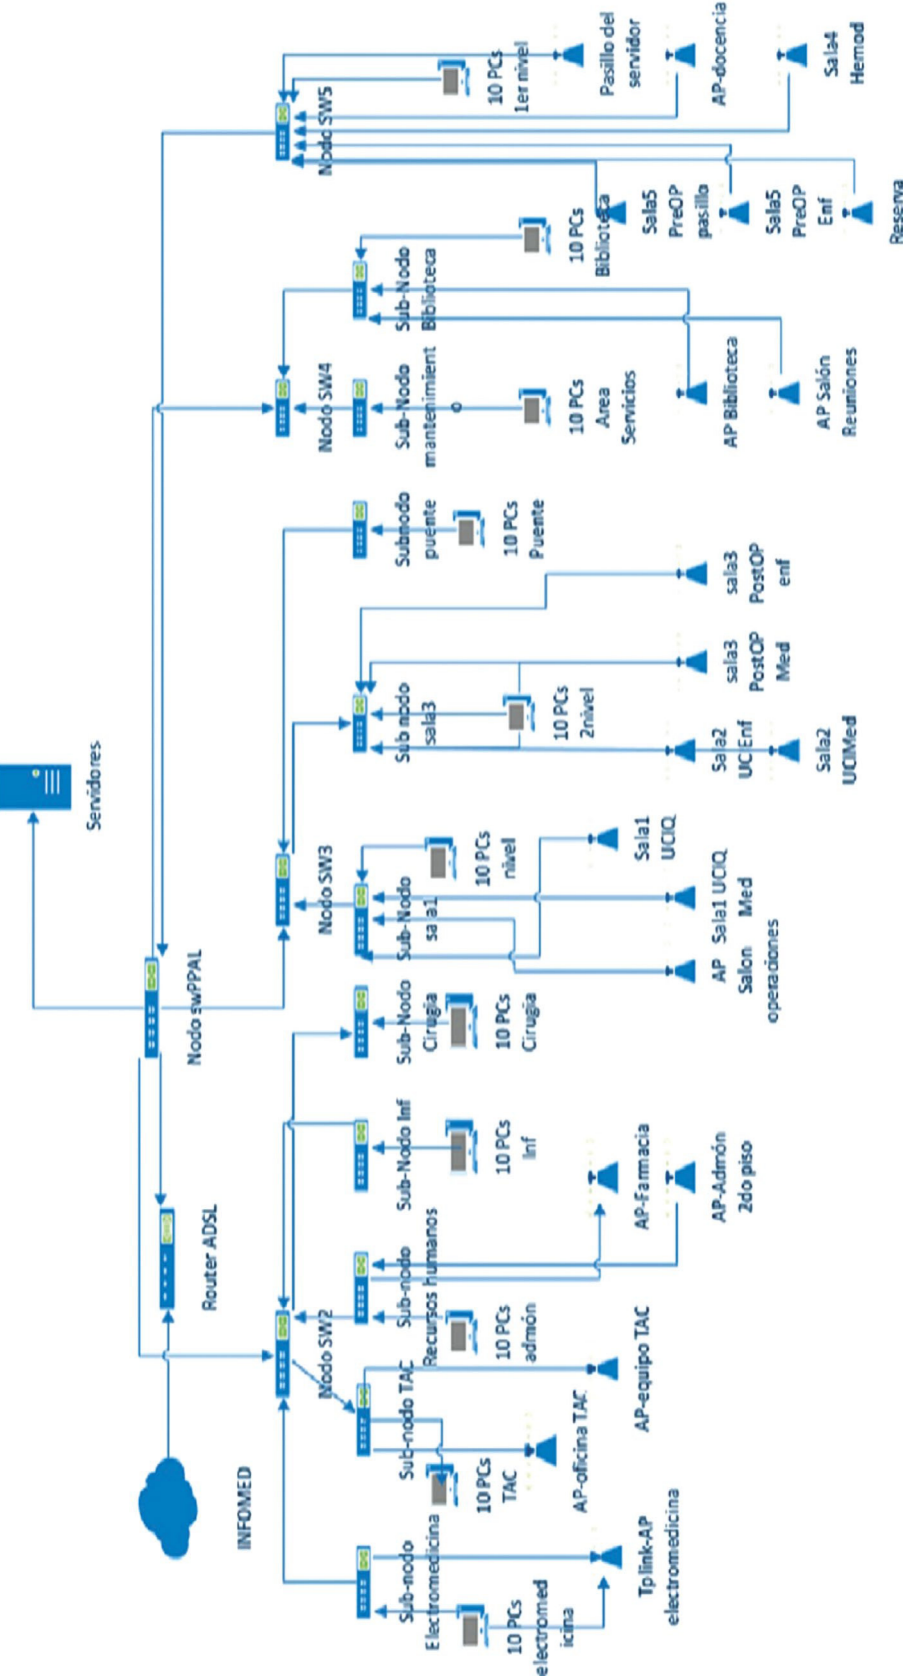 Servidores
Nodo swPPAL
INFOMED
Router ADSL
Nodo SW2
Nodo SW3
Nodo SW4
Nodo SW5
Sub-nodo
Electromedicina
10 PCs
electromed
icina
Tplink-AP
electromedicina
Sub-nodo TAC
10 PCs
TAC
AP-oficina TAC
AP-equipo TAC
Sub-nodo
Recursos humanos
10 PCs
admón
AP-Farmacia
AP-Admón
2do piso
Sub-Nodo Inf
10 PCs
Inf
Sub-Nodo
Cirugia
10 PCs
Cirugia
Sub-Nodo
sala1
10 PCs
nivel
AP
Salon
operaciones
Sala1 UCIQ
Med
Sala1
UCIQ
Sub nodo
sala3
10 PCs
2nivel
Sala2
UCIEnf
Sala2
UCIMed
sala3
PostOP
Med
sala3
PostOP
enf
Subnodo
puente
10 PCs
Puente
Sub-Nodo
mantenimient
o
10 PCs
Area
Servicios
Sub-Nodo
Biblioteca
10 PCs
Biblioteca
AP Biblioteca
AP Salón
Reuniones
10 PCs
1er nivel
Pasillo del
servidor
AP-docencia
Sala4
Hemod
Sala5
PreOP
pasillo
Sala5
PreOP
Enf
Reserva